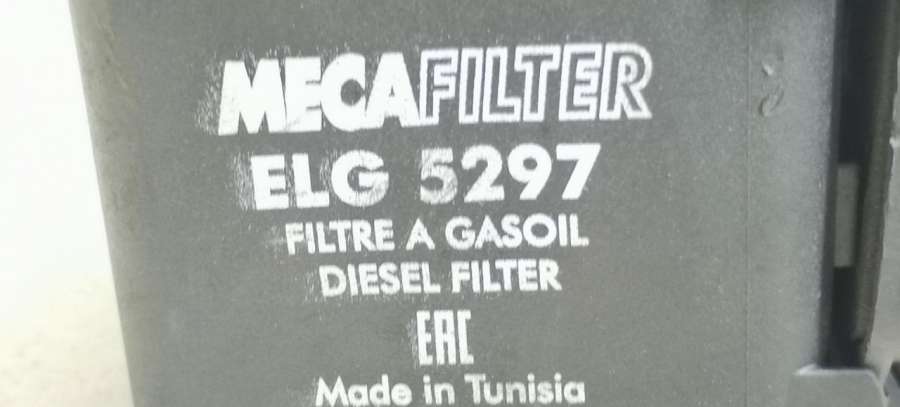 MECAFILTER
ELG 5297
FILTRE A GASOIL
DIESEL FILTER
EAC
Made in Tunisia